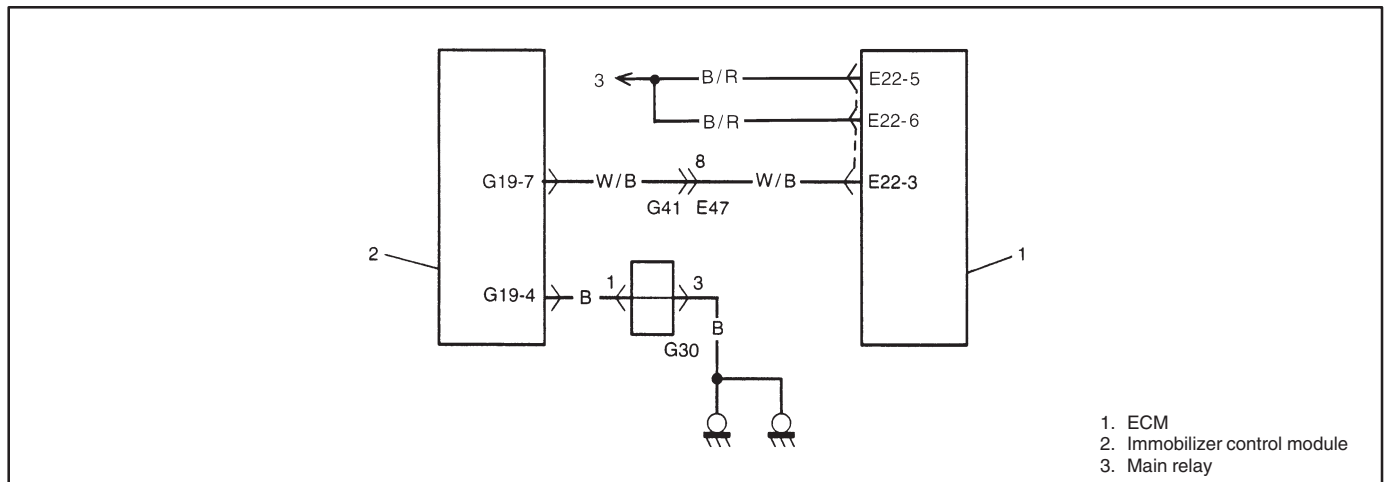 3
B/R
E22-5
B/R
E22-6
8
G19-7
W/B
W/B
E22-3
G41
E47
2
1
G19-4
B
1
3
B
G30
1. ECM
2. Immobilizer control module
3. Main relay